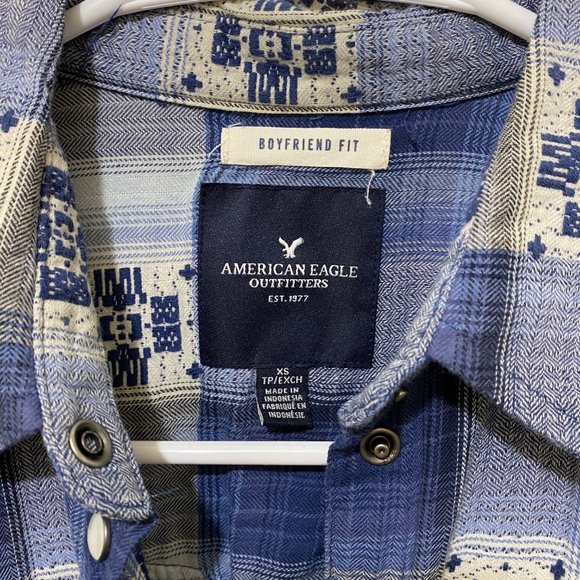 BOYFRIEND FIT
AMERICAN EAGLE
OUTFITTERS
EST. 1977
XS
TP/EXCH
MADE IN
INDONESIA
FABRIQUÉ EN
INDONÉSIE